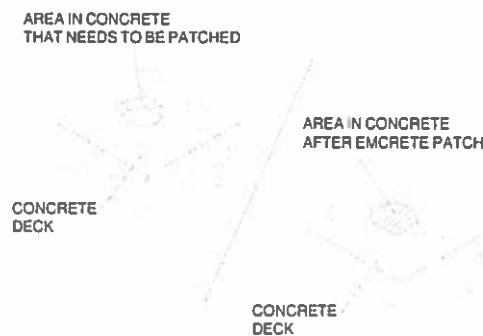 AREA IN CONCRETE
THAT NEEDS TO BE PATCHED
CONCRETE
DECK
AREA IN CONCRETE
AFTER EMCRETE PATCH
CONCRETE
DECK